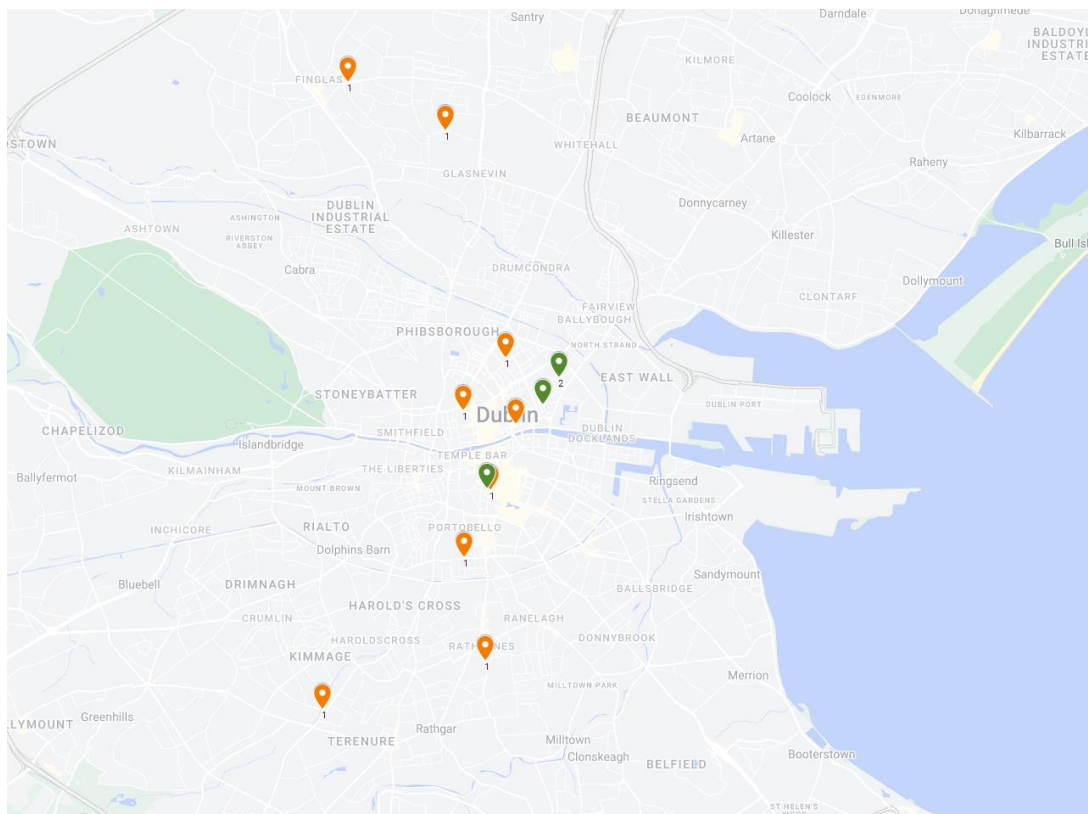 Santry
Darndale
Donaghmede
BALDOYL
INDUSTRIAL
ESTATE
KILMORE
FINGLAS
1
Coolock
EDENMORE
1
BEAUMONT
Artane
Kilbarrack
WHITEHALL
Raheny
GLASNEVIN
Donnycarney
DUBLIN
INDUSTRIAL
ESTATE
ASHINGTON
ASHTOWN
RIVERSTON
ABBEY
Killester
Bull Isl
Cabra
DRUMCONDRA
Dollymount
CLONTARF
FAIRVIEW
BALLYBOUGH
PHIBSBOROUGH
NORTH STRAND
1
EAST WALL
2
STONEYBATTER
DUBLIN PORT
1
Dublin
CHAPELIZOD
SMITHFIELD
DUBLIN
DOCKLANDS
Islandbridge
TEMPLE BAR
KILMAINHAM
THE LIBERTIES
Ballyfermot
MOUNT BROWN
1
Ringsend
STELLA GARDENS
Irishtown
INCHICORE
RIALTO
PORTOBELLO
Dolphins Barn
1
Sandymount
Bluebell
DRIMNAGH
BALLSBRIDGE
HAROLD'S CROSS
CRUMLIN
RANELAGH
HAROLDSCROSS
DONNYBROOK
KIMMAGE
1
Merrion
MILLTOWN PARK
1
Greenhills
LLYMOUNT
Rathgar
TERENURE
Milltown
Clonskeagh
BELFIELD
Booterstown
ST HELEN'S